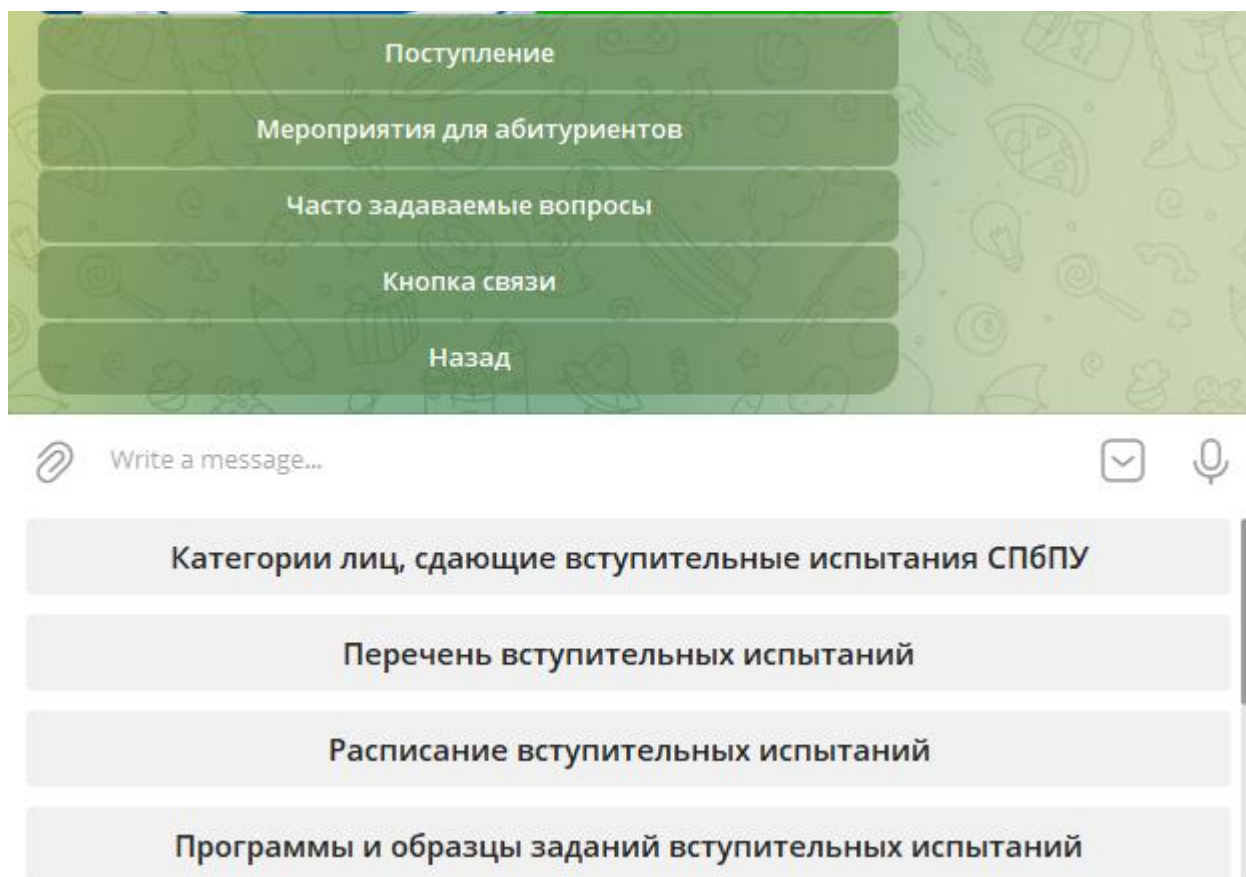 Поступление
Мероприятия для абитуриентов
Часто задаваемые вопросы
Кнопка связи
Назад
Write a message...
Категории лиц, сдающие вступительные испытания СПбПУ
Перечень вступительных испытаний
Расписание вступительных испытаний
Программы и образцы заданий вступительных испытаний